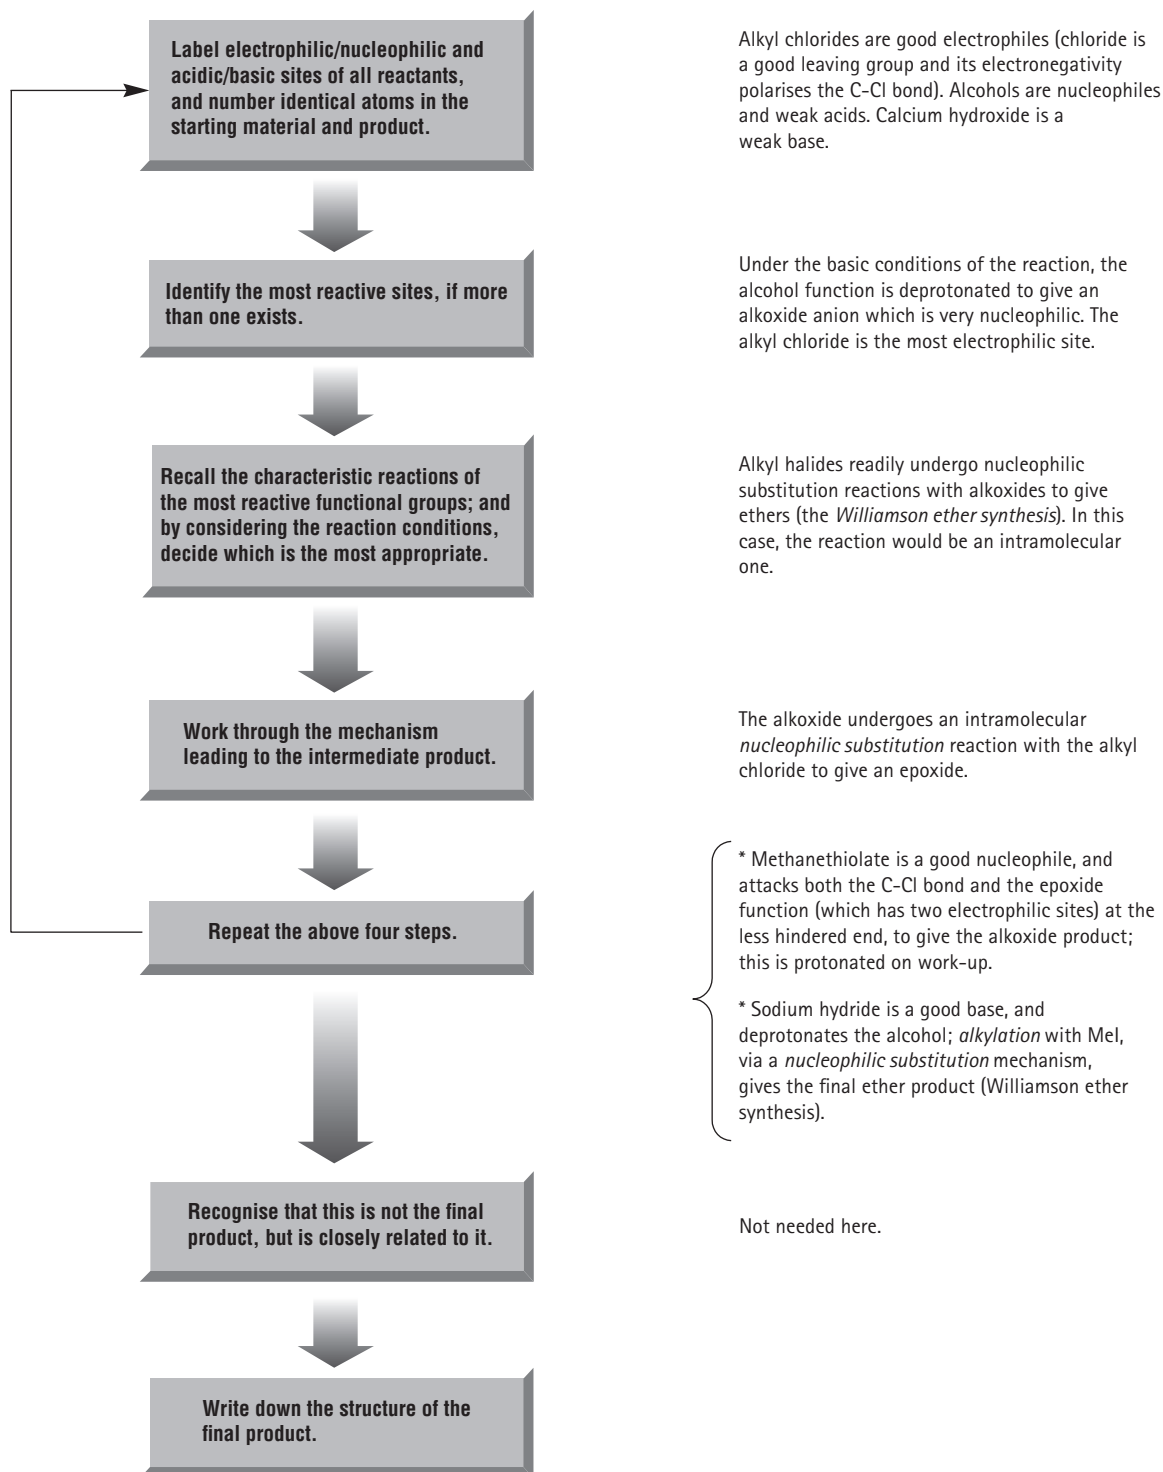 Label electrophilic/nucleophilic and
acidic/basic sites of all reactants,
and number identical atoms in the
starting material and product.
Alkyl chlorides are good electrophiles (chloride is
a good leaving group and its electronegativity
polarises the C-Cl bond). Alcohols are nucleophiles
and weak acids. Calcium hydroxide is a
weak base.
Identify the most reactive sites, if more
than one exists.
Under the basic conditions of the reaction, the
alcohol function is deprotonated to give an
alkoxide anion which is very nucleophilic. The
alkyl chloride is the most electrophilic site.
Recall the characteristic reactions of
the most reactive functional groups; and
by considering the reaction conditions,
decide which is the most appropriate.
Alkyl halides readily undergo nucleophilic
substitution reactions with alkoxides to give
ethers (the Williamson ether synthesis). In this
case, the reaction would be an intramolecular
one.
Work through the mechanism
leading to the intermediate product.
The alkoxide undergoes an intramolecular
nucleophilic substitution reaction with the alkyl
chloride to give an epoxide.
Repeat the above four steps.
* Methanethiolate is a good nucleophile, and
attacks both the C-Cl bond and the epoxide
function (which has two electrophilic sites) at the
less hindered end, to give the alkoxide product;
this is protonated on work-up.
* Sodium hydride is a good base, and
deprotonates the alcohol; alkylation with MeI,
via a nucleophilic substitution mechanism,
gives the final ether product (Williamson ether
synthesis).
Recognise that this is not the final
product, but is closely related to it.
Not needed here.
Write down the structure of the
final product.